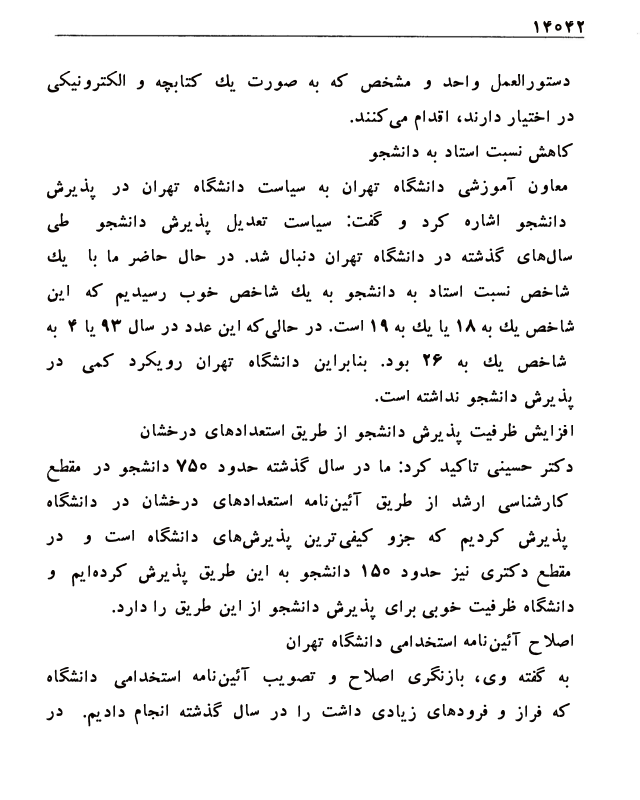 ۱۴۰۴۲
دستورالعمل واحد و مشخص که به صورت یك کتابچه و الکترونیکی
در اختیار دارند، اقدام می‌کنند.
کاهش نسبت استاد به دانشجو
معاون آموزشی دانشگاه تهران به سیاست دانشگاه تهران در پذیرش
دانشجو اشاره کرد و گفت: سیاست تعدیل پذیرش دانشجو طی
سال‌های گذشته در دانشگاه تهران دنبال شد. در حال حاضر ما با یك
شاخص نسبت استاد به دانشجو به یك شاخص خوب رسیدیم که این
شاخص یك به ۱۸ یا یك به ۱۹ است. در حالی‌که این عدد در سال ۹۳ یا ۴ به
شاخص یك به ۲۶ بود. بنابراین دانشگاه تهران رویکرد کمی در
پذیرش دانشجو نداشته است.
افزایش ظرفیت پذیرش دانشجو از طریق استعدادهای درخشان
دکتر حسینی تاکید کرد: ما در سال گذشته حدود ۷۵۰ دانشجو در مقطع
کارشناسی ارشد از طریق آئین‌نامه استعدادهای درخشان در دانشگاه
پذیرش کردیم که جزو کیفی‌ترین پذیرش‌های دانشگاه است و در
مقطع دکتری نیز حدود ۱۵۰ دانشجو به این طریق پذیرش کرده‌ایم و
دانشگاه ظرفیت خوبی برای پذیرش دانشجو از این طریق را دارد.
اصلاح آئین‌نامه استخدامی دانشگاه تهران
به گفته وی، بازنگری اصلاح و تصویب آئین‌نامه استخدامی دانشگاه
که فراز و فرودهای زیادی داشت را در سال گذشته انجام دادیم. در